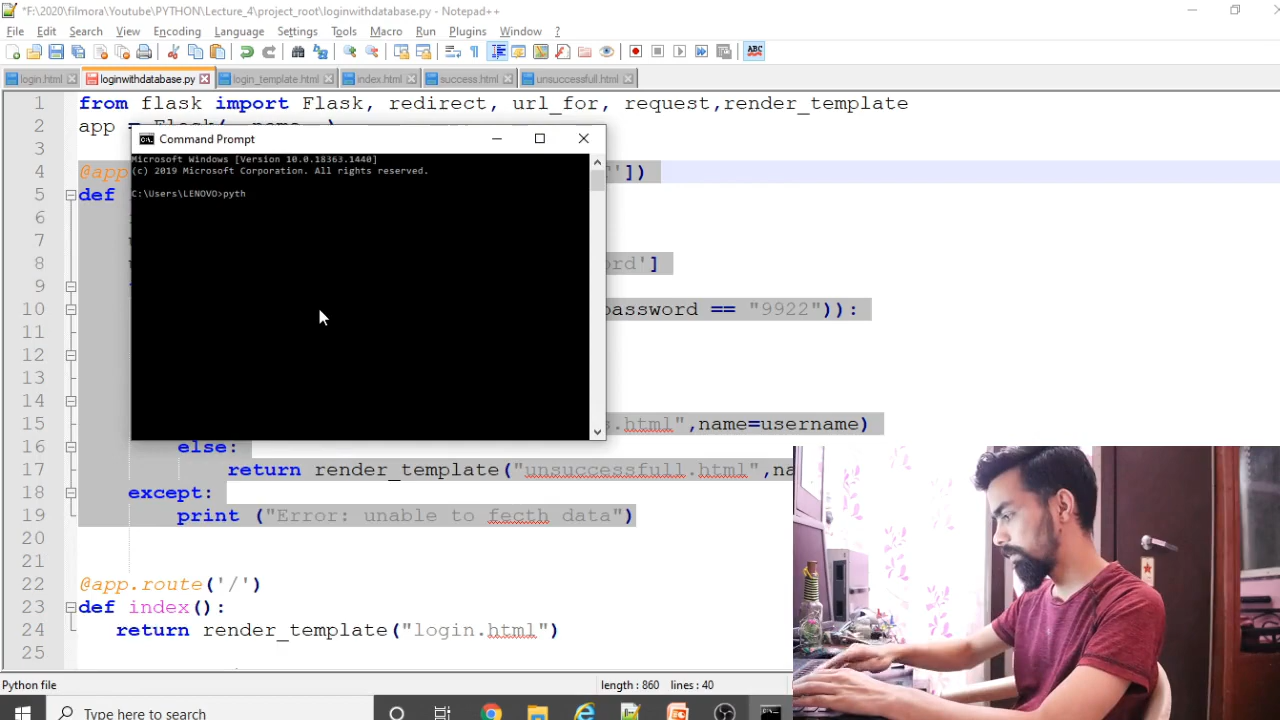 *F:\2020\filmora\Youtube\PYTHON\Lecture_4\project_root\loginwithdatabase.py - Notepad++
File Edit Search View Encoding Language Settings Tools Macro Run Plugins Window ?
ABC
login.html loginwithdatabase.py login_template.html index.html success.html unsuccessfull.html
1 from flask import Flask, redirect, url_for, request,render_template
2 app =
3
Command Prompt
Microsoft Windows [Version 10.0.18363.1440]
(c) 2019 Microsoft Corporation. All rights reserved.
C:\Users\LENOVO>pyth
4 @app '])
5 def
6
7
8 ord']
9
10 password == "9922")):
11
12
13
14
15 s.html",name=username)
16 else:
17 return render_template("unsuccessfull.html",na
18 except:
19 print ("Error: unable to fecth data")
20
21
22 @app.route('/')
23 def index():
24 return render_template("login.html")
25
Python file length : 860 lines : 40
Type here to search